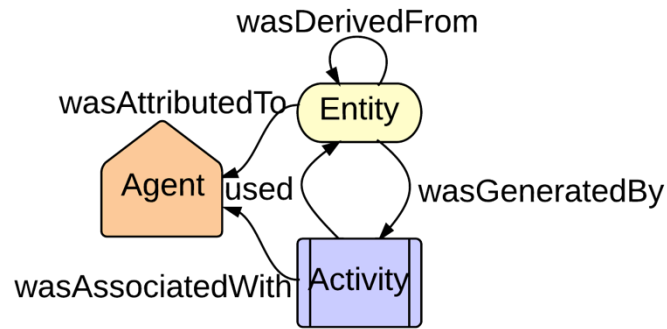 wasDerivedFrom
Entity
wasAttributedTo
Agent
used
wasGeneratedBy
Activity
wasAssociatedWith